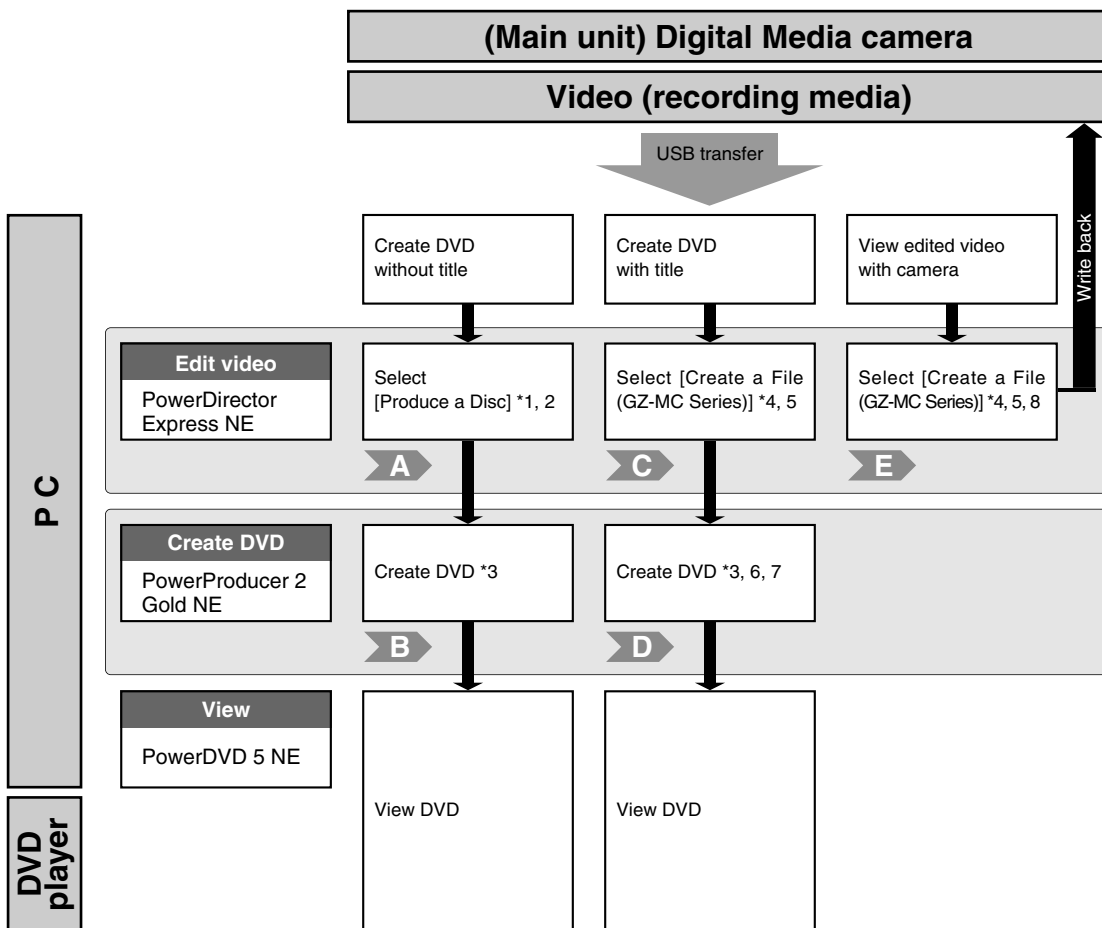 (Main unit) Digital Media camera
Video (recording media)
USB transfer
Write back
P C
Create DVD
without title
Create DVD
with title
View edited video
with camera
Edit video
PowerDirector
Express NE
Select
[Produce a Disc] *1, 2
Select [Create a File
(GZ-MC Series)] *4, 5
Select [Create a File
(GZ-MC Series)] *4, 5, 8
A
C
E
Create DVD
PowerProducer 2
Gold NE
Create DVD *3
Create DVD *3, 6, 7
B
D
View
PowerDVD 5 NE
View DVD
View DVD
DVD
player